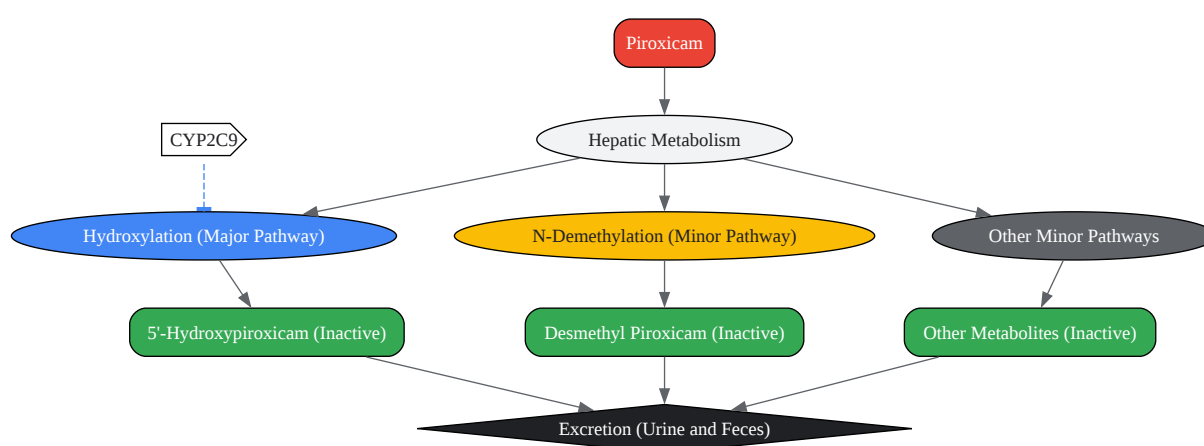 Piroxicam
Hepatic Metabolism
CYP2C9
Hydroxylation (Major Pathway)
N-Demethylation (Minor Pathway)
Other Minor Pathways
5'-Hydroxypiroxicam (Inactive)
Desmethyl Piroxicam (Inactive)
Other Metabolites (Inactive)
Excretion (Urine and Feces)